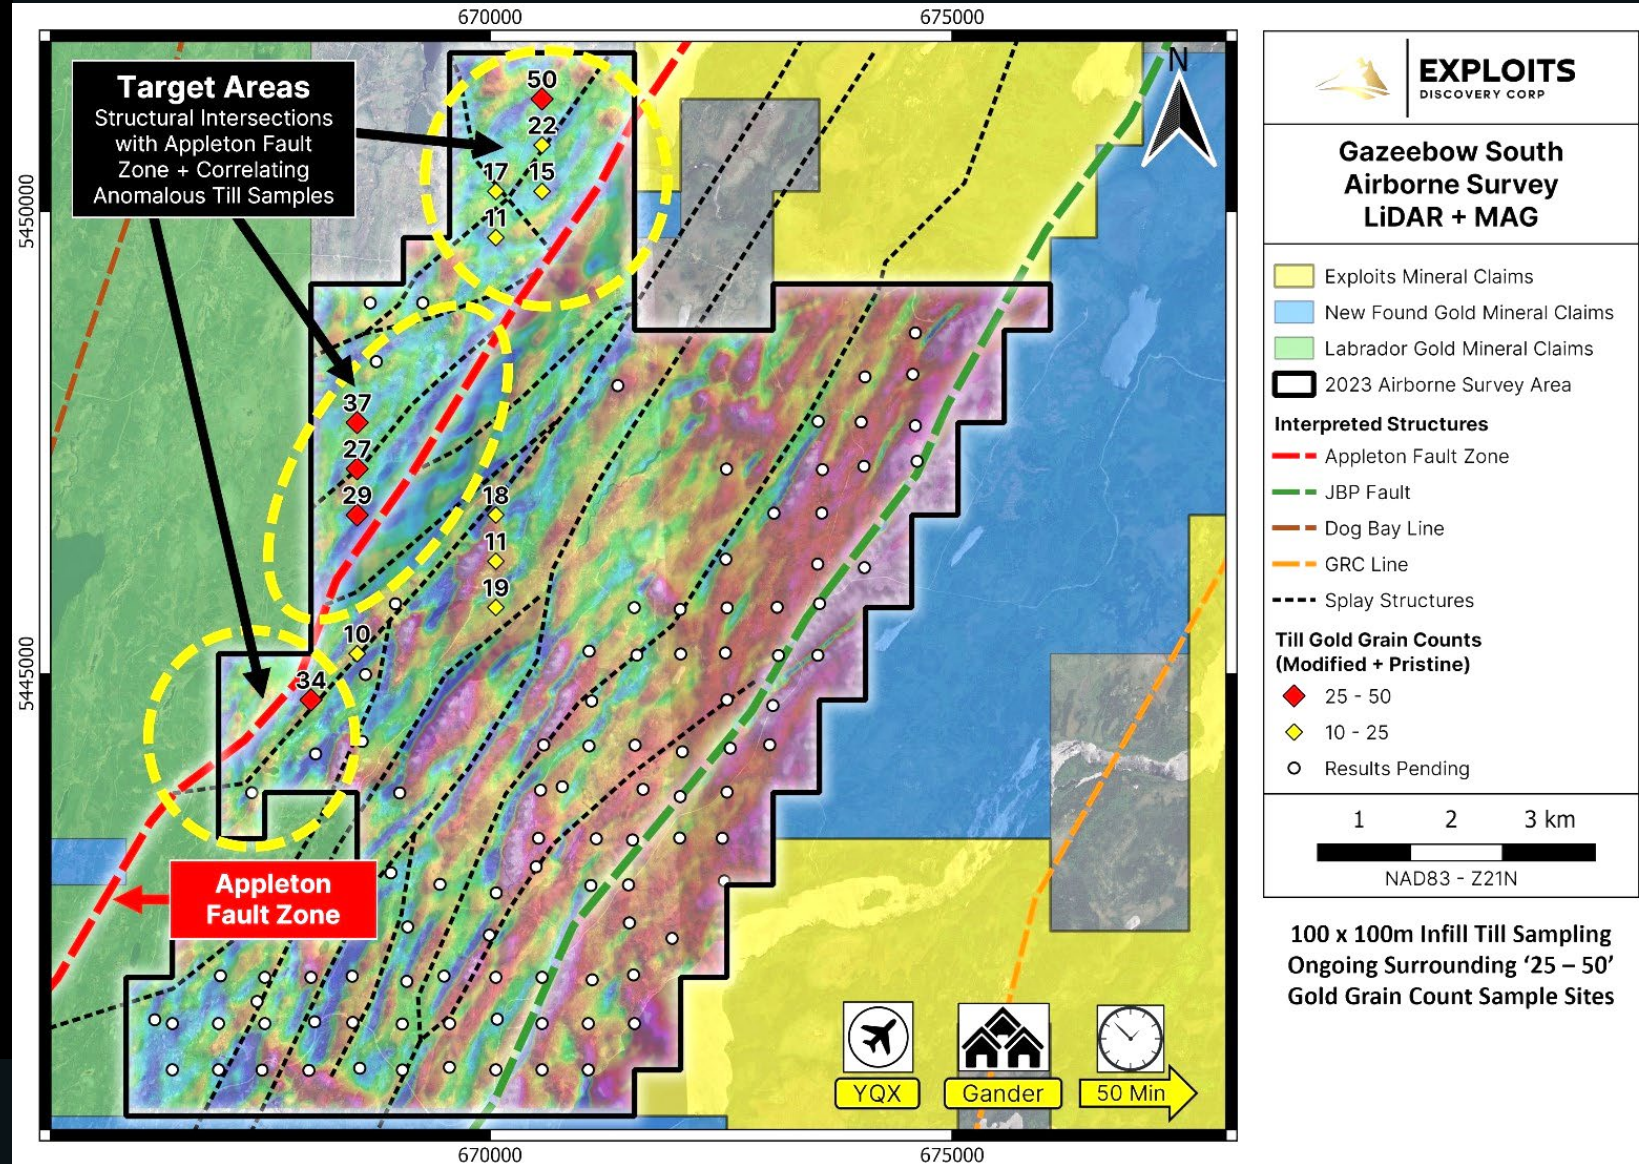 670000
675000
Target Areas
Structural Intersections
with Appleton Fault
Zone + Correlating
Anomalous Till Samples
50
22
17
15
11
5450000
5450000
37
27
29
18
11
19
10
34
5445000
Appleton
Fault Zone
YQX
Gander
50 Min
670000
675000
N
EXPLOITS
DISCOVERY CORP
Gazeebow South
Airborne Survey
LiDAR + MAG
Exploits Mineral Claims
New Found Gold Mineral Claims
Labrador Gold Mineral Claims
2023 Airborne Survey Area
Interpreted Structures
Appleton Fault Zone
JBP Fault
Dog Bay Line
GRC Line
Splay Structures
Till Gold Grain Counts
(Modified + Pristine)
25 - 50
10 - 25
Results Pending
1 2 3 km
NAD83 - Z21N
100 x 100m Infill Till Sampling
Ongoing Surrounding ‘25 – 50’
Gold Grain Count Sample Sites